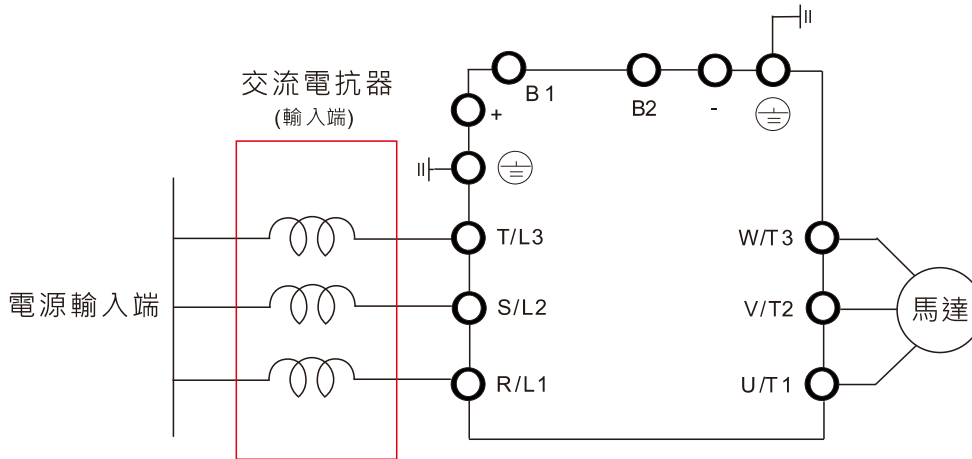 交流電抗器
(輸入端)
B1
B2
-
+
T/L3
W/T3
電源輸入端
S/L2
V/T2
馬達
R/L1
U/T1